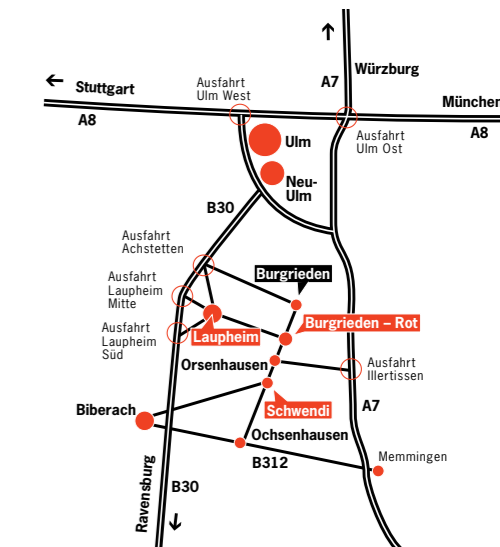 Würzburg
A7
Stuttgart
A8
Ausfahrt
Ulm West
München
A8
Ausfahrt
Ulm Ost
Ulm
Neu-
Ulm
B30
Ausfahrt
Achstetten
Burgrieden
Ausfahrt
Laupheim
Mitte
Burgrieden – Rot
Laupheim
Ausfahrt
Laupheim
Süd
Orsenhausen
Ausfahrt
Illertissen
A7
Schwendi
Biberach
Ochsenhausen
B312
Memmingen
Ravensburg
B30